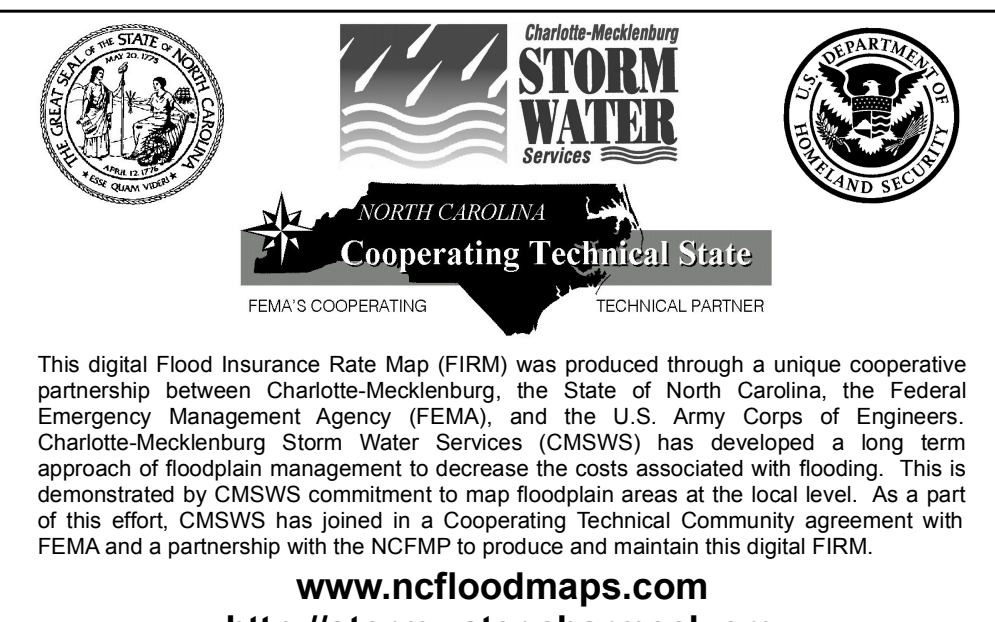 THE GREAT SEAL OF THE STATE OF NORTH CAROLINA
MAY 20, 1775
APRIL 12, 1776
★ ESSE QUAM VIDERI ★
Charlotte-Mecklenburg
STORM
WATER
Services
U.S. DEPARTMENT OF
HOMELAND SECURITY
NORTH CAROLINA
Cooperating Technical State
FEMA'S COOPERATING TECHNICAL PARTNER
This digital Flood Insurance Rate Map (FIRM) was produced through a unique cooperative
partnership between Charlotte-Mecklenburg, the State of North Carolina, the Federal
Emergency Management Agency (FEMA), and the U.S. Army Corps of Engineers.
Charlotte-Mecklenburg Storm Water Services (CMSWS) has developed a long term
approach of floodplain management to decrease the costs associated with flooding. This is
demonstrated by CMSWS commitment to map floodplain areas at the local level. As a part
of this effort, CMSWS has joined in a Cooperating Technical Community agreement with
FEMA and a partnership with the NCFMP to produce and maintain this digital FIRM.
www.ncfloodmaps.com